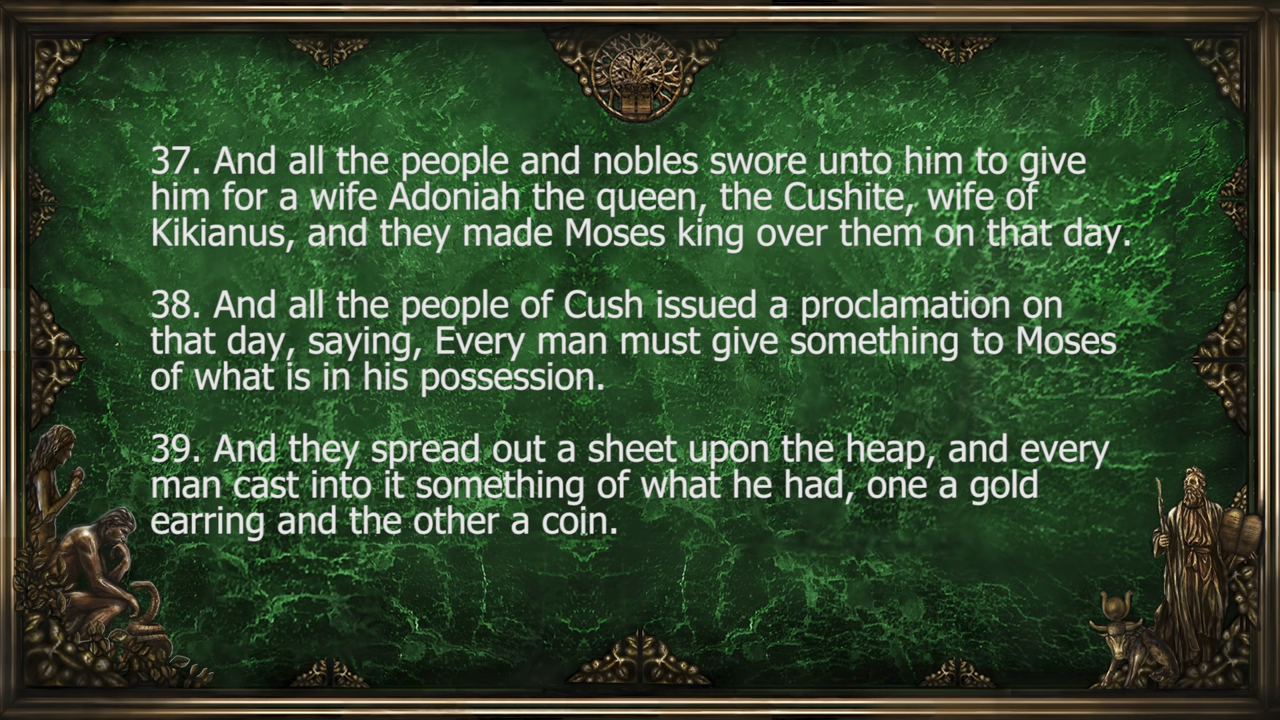 37. And all the people and nobles swore unto him to give
him for a wife Adoniah the queen, the Cushite, wife of
Kikianus, and they made Moses king over them on that day.
38. And all the people of Cush issued a proclamation on
that day, saying, Every man must give something to Moses
of what is in his possession.
39. And they spread out a sheet upon the heap, and every
man cast into it something of what he had, one a gold
earring and the other a coin.